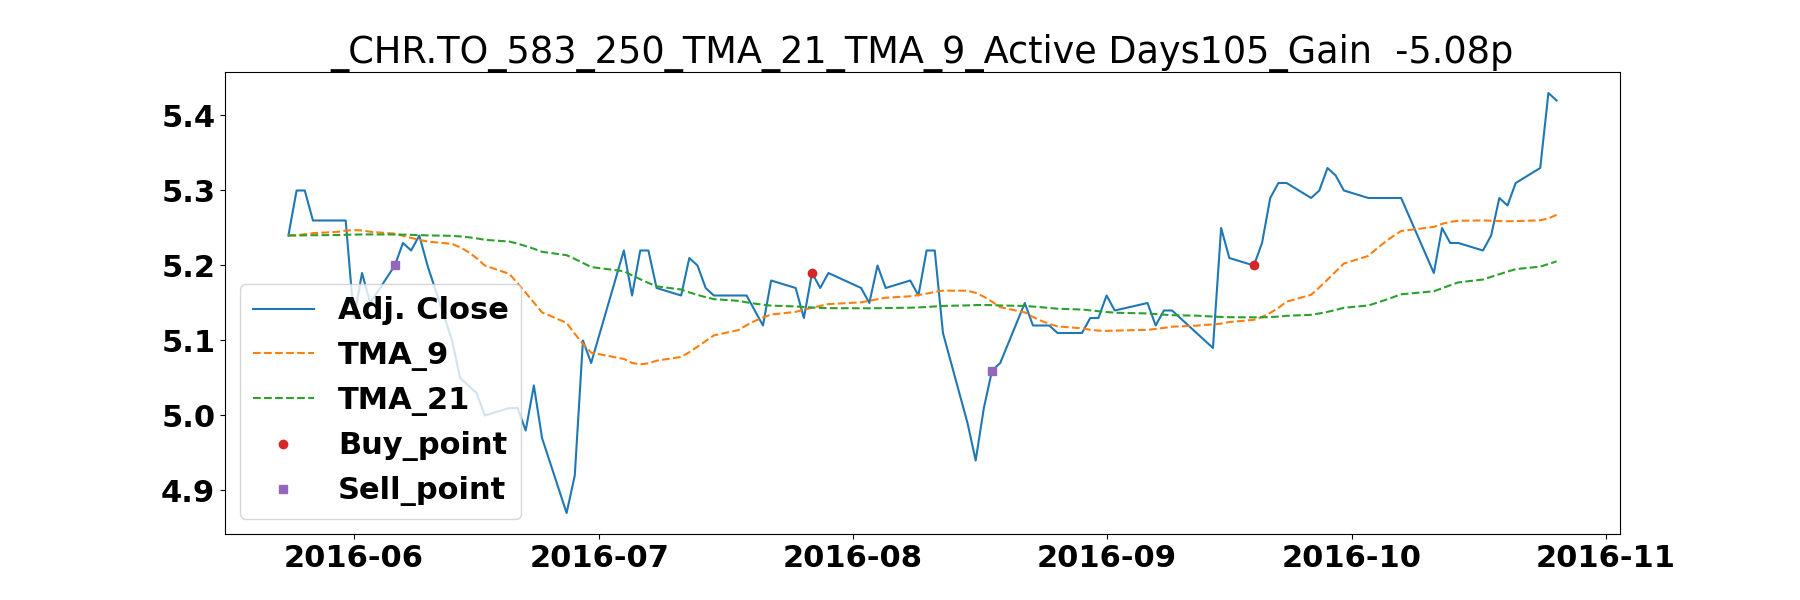 _CHR.TO_583_250_TMA_21_TMA_9_Active Days105_Gain  -5.08p
5.4
5.3
5.2
5.1
5.0
4.9
Adj. Close
TMA_9
TMA_21
Buy_point
Sell_point
2016-06 2016-07 2016-08 2016-09 2016-10 2016-11